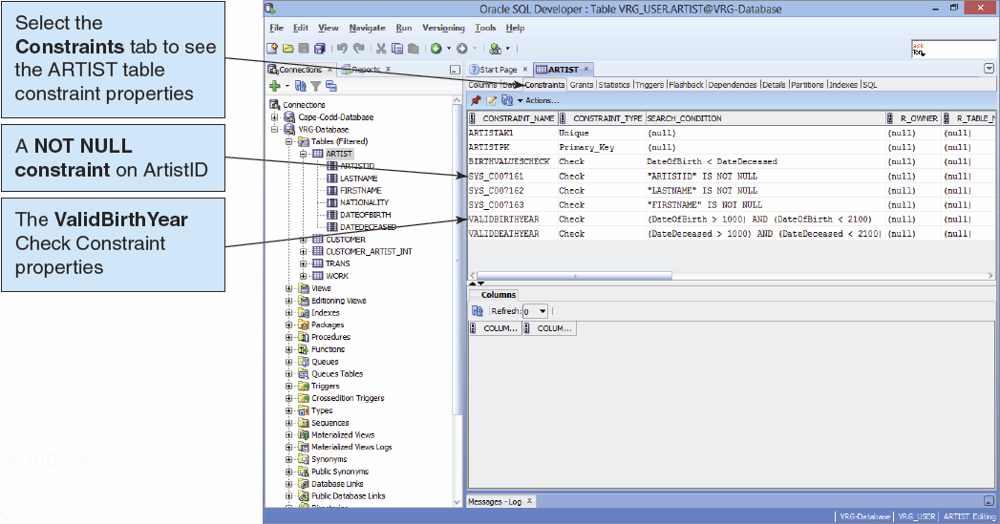 Select the
Constraints tab to see
the ARTIST table
constraint properties
A NOT NULL
constraint on ArtistID
The ValidBirthYear
Check Constraint
properties
Oracle SQL Developer : Table VRG_USER.ARTIST@VRG-Database
File Edit View Navigate Run Versioning Tools Help
ask
Tom
Connections
Reports
Connections
Cape-Codd-Database
VRG-Database
Tables (Filtered)
ARTIST
ARTISTID
LASTNAME
FIRSTNAME
NATIONALITY
DATEOFBIRTH
DATEDECEASED
CUSTOMER
CUSTOMER_ARTIST_INT
TRANS
WORK
Views
Editioning Views
Indexes
Packages
Procedures
Functions
Queues
Queues Tables
Triggers
Crossedition Triggers
Types
Sequences
Materialized Views
Materialized Views Logs
Synonyms
Public Synonyms
Database Links
Public Database Links
Start Page ARTIST
Columns Constraints Grants Statistics Triggers Flashback Dependencies Details Partitions Indexes SQL
Actions...
CONSTRAINT_NAME CONSTRAINT_TYPE SEARCH_CONDITION R_OWNER R_TABLE_N
ARTISTAK1 Unique (null) (null) (null)
ARTISTPK Primary_Key (null) (null) (null)
BIRTHVALUESCHECK Check DateOfBirth < DateDeceased (null) (null)
SYS_C007161 Check "ARTISTID" IS NOT NULL (null) (null)
SYS_C007162 Check "LASTNAME" IS NOT NULL (null) (null)
SYS_C007163 Check "FIRSTNAME" IS NOT NULL (null) (null)
VALIDBIRTHYEAR Check (DateOfBirth > 1000) AND (DateOfBirth < 2100) (null) (null)
VALIDDEATHYEAR Check (DateDeceased > 1000) AND (DateDeceased < 2100) (null) (null)
Columns
Refresh: 0
COLUM... COLUM...
Messages - Log
VRG-Database VRG_USER ARTIST Editing